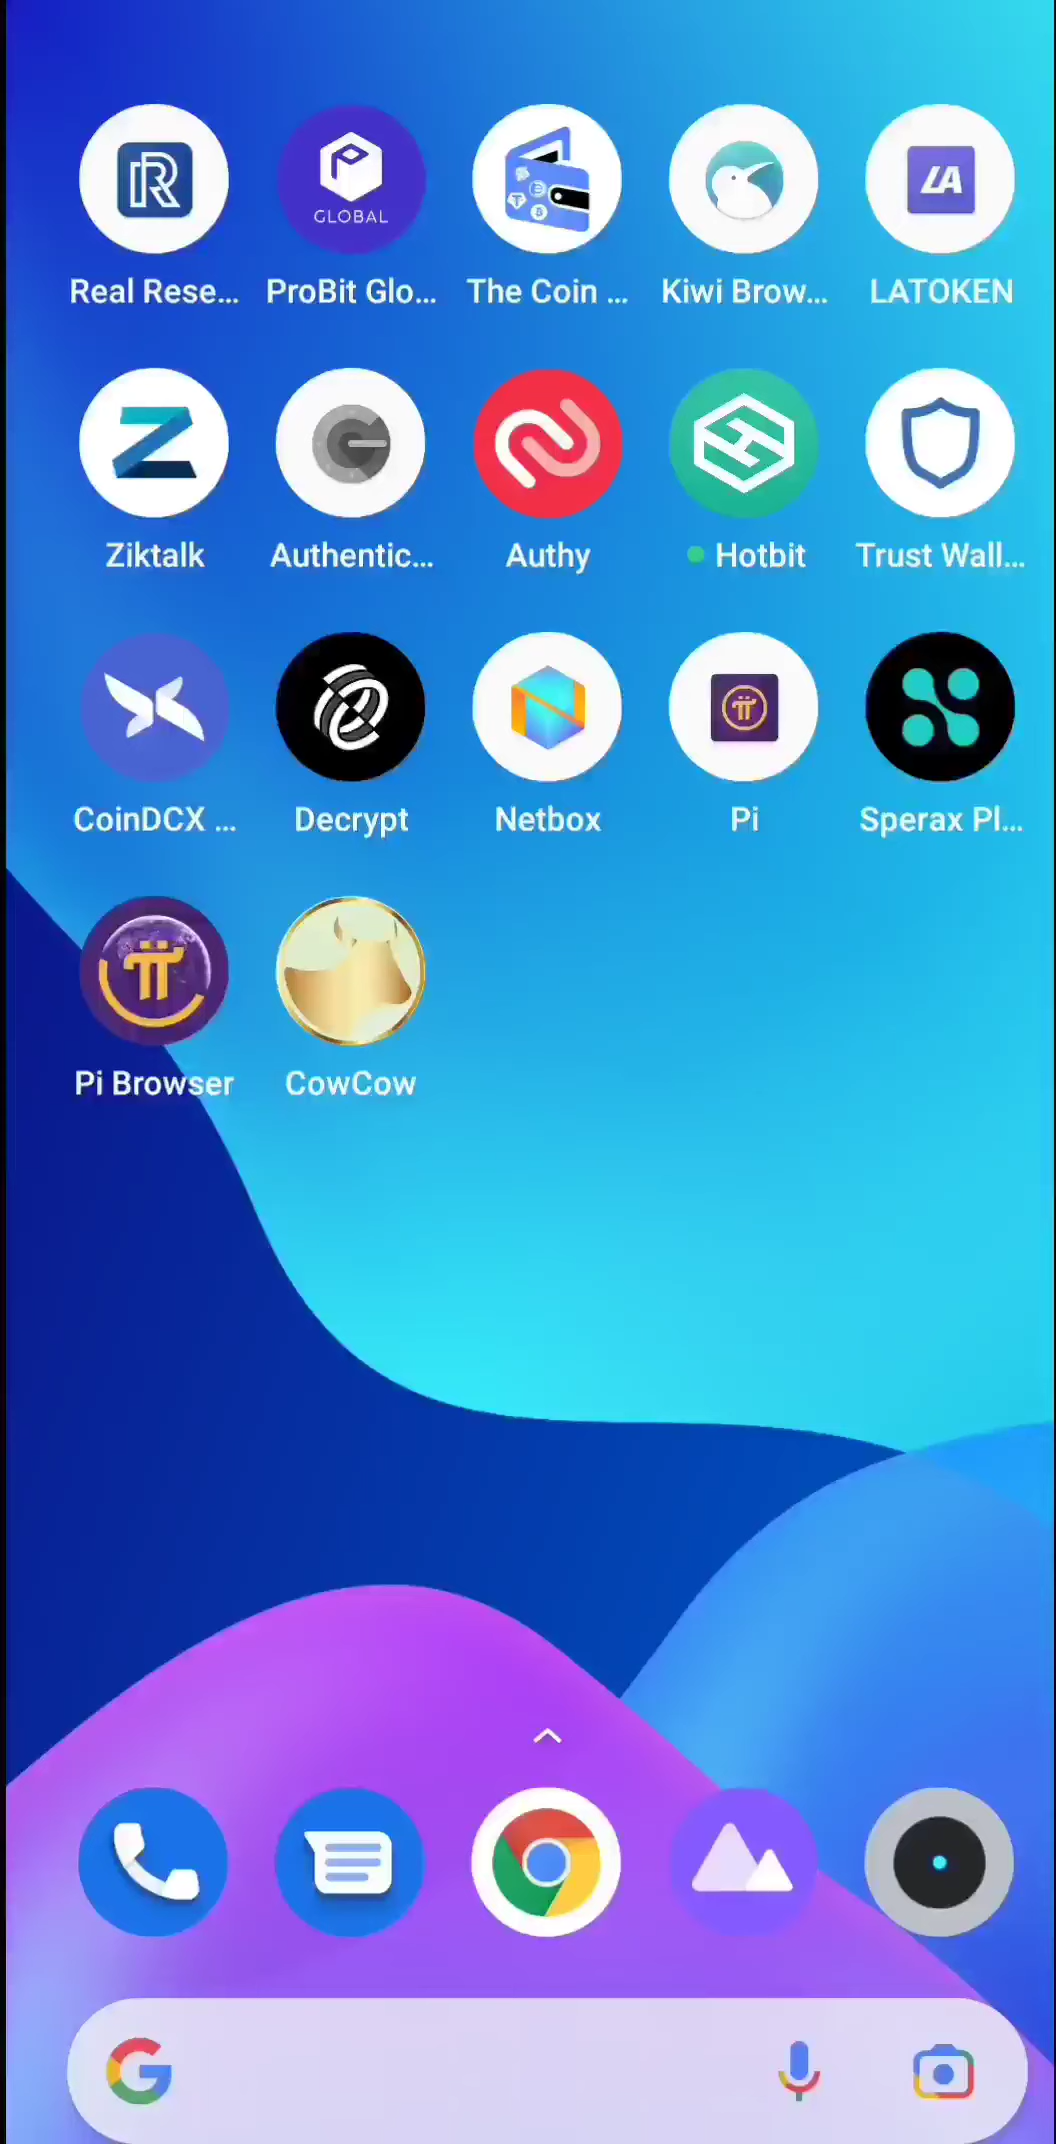 GLOBAL
LA
Real Rese...
ProBit Glo...
The Coin ...
Kiwi Brow...
LATOKEN
Ziktalk
Authentic...
Authy
Hotbit
Trust Wall...
CoinDCX ...
Decrypt
Netbox
Pi
Sperax Pl...
Pi Browser
CowCow